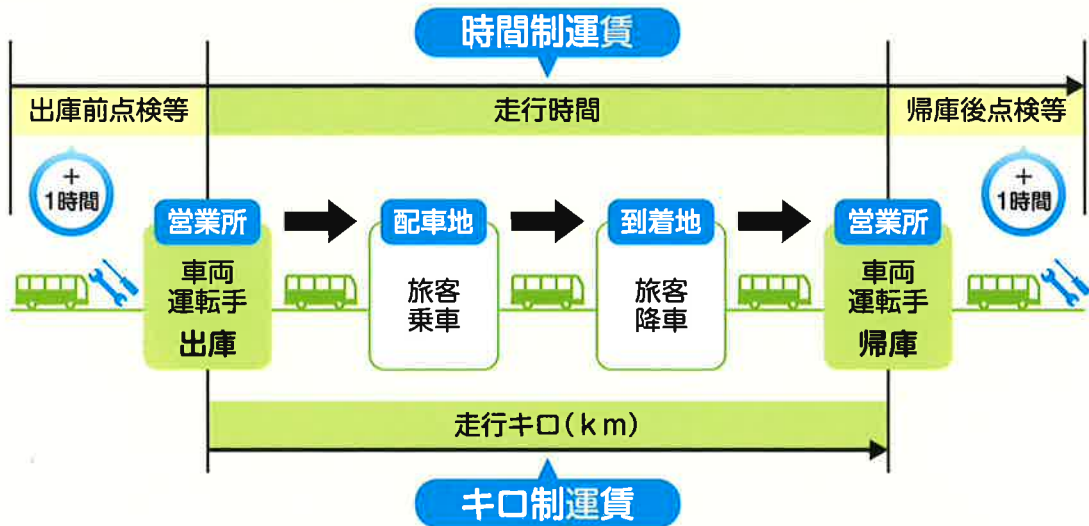 時間制運賃
出庫前点検等
走行時間
帰庫後点検等
+
1時間
+
1時間
営業所
配車地
到着地
営業所
車両
運転手
出庫
旅客
乗車
旅客
降車
車両
運転手
帰庫
走行キロ(km)
キロ制運賃